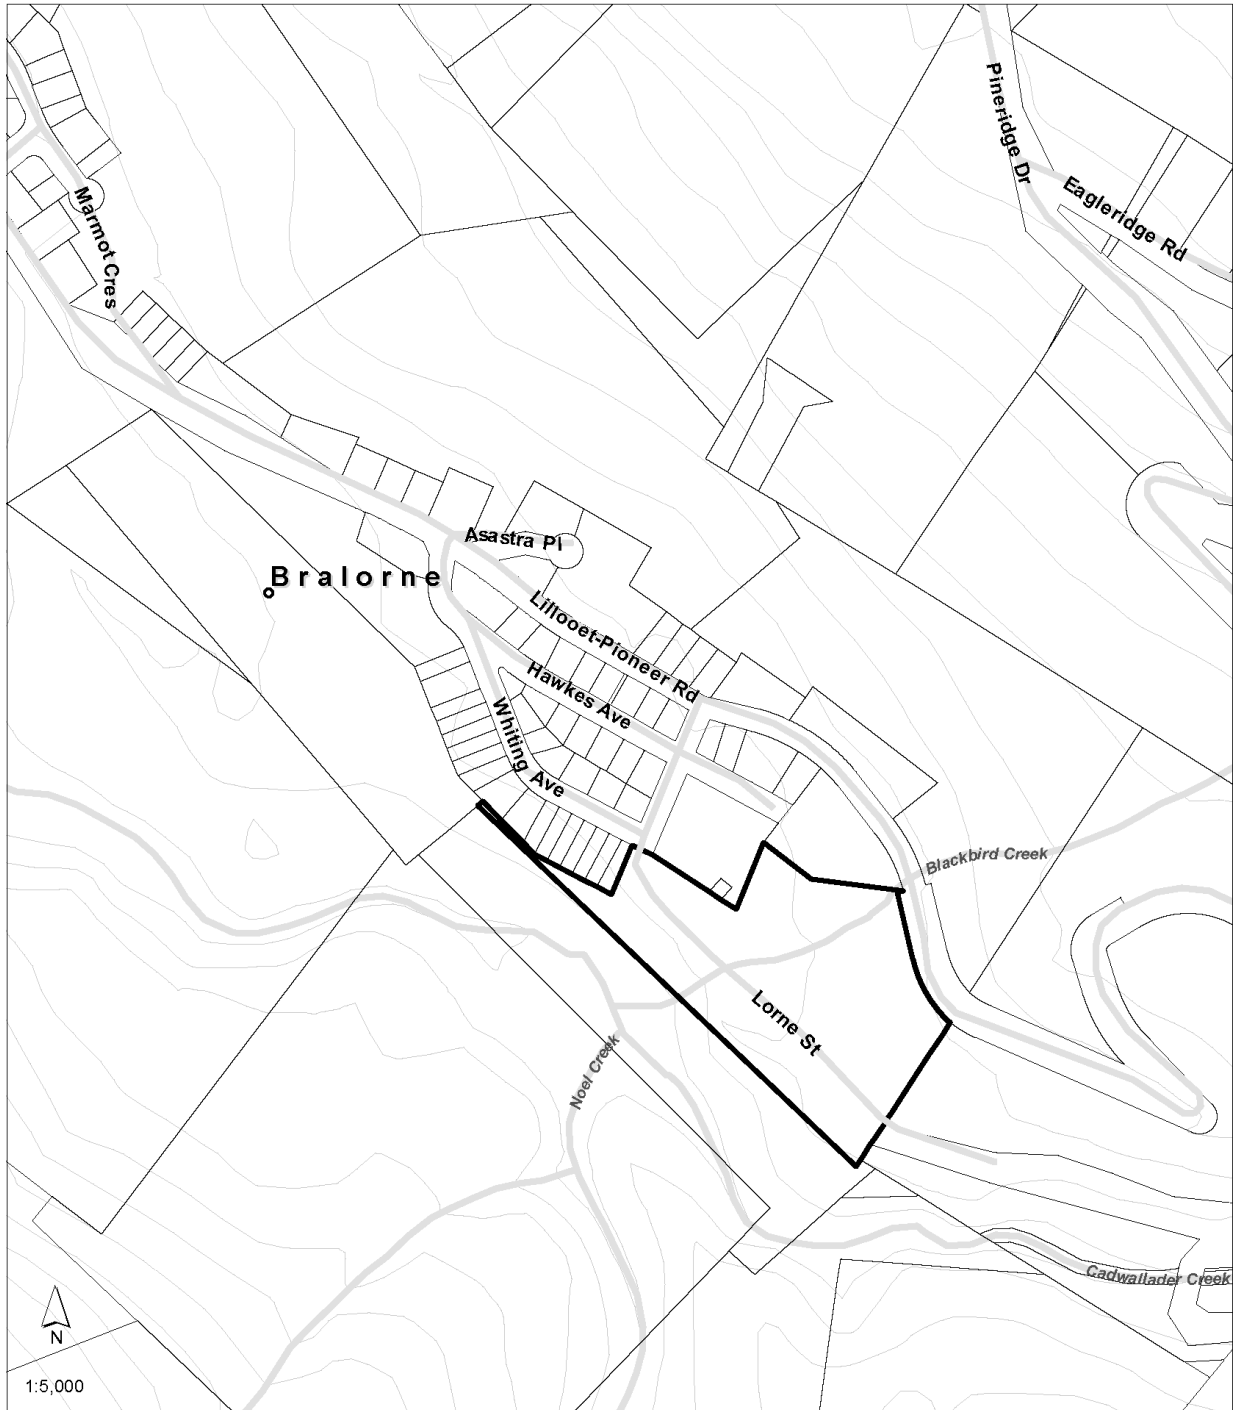 Pineridge Dr
Eagleridge Rd
Marmot Cres
Asastra Pl
Bralorne
Lillooet-Pioneer Rd
Hawkes Ave
Whiting Ave
Blackbird Creek
Lorne St
Noel Creek
Cadwallader Creek
N
1:5,000